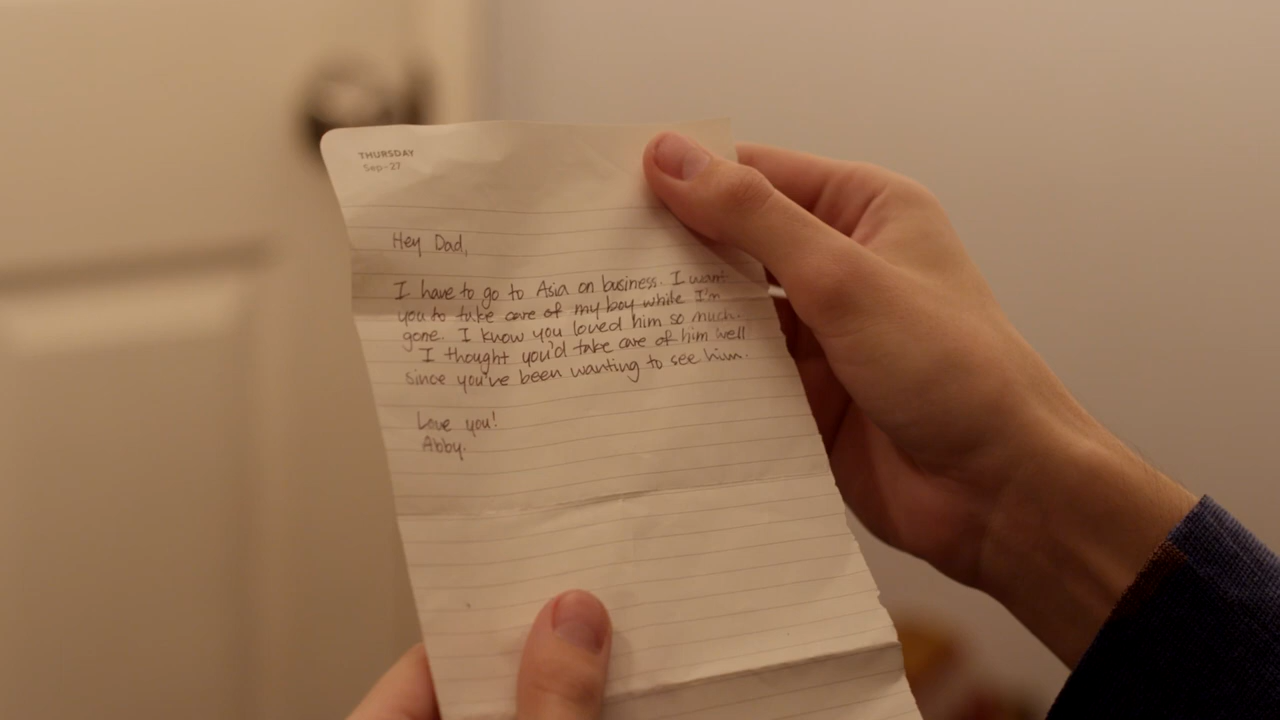 THURSDAY
Sep-27
Hey Dad,
I have to go to Asia on business. I want
you to take care of my boy while I'm
gone. I know you loved him so much.
I thought you'd take care of him well
since you've been wanting to see him.
Love you!
Abby.